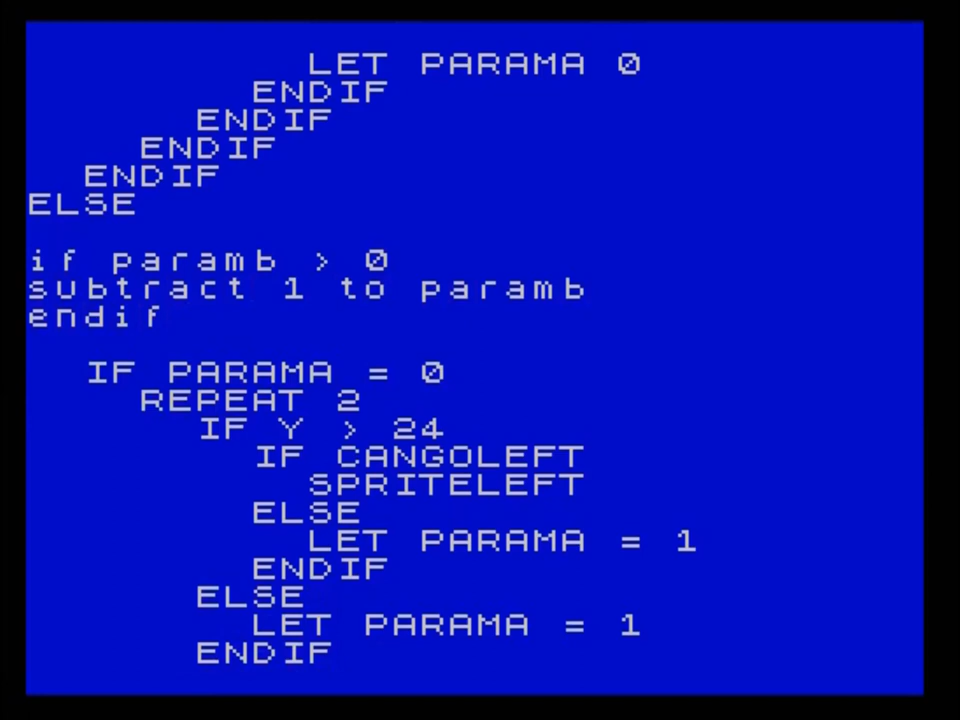 LET PARAMA 0
ENDIF
ENDIF
ENDIF
ENDIF
ELSE
if paramb > 0
subtract 1 to paramb
endif
IF PARAMA = 0
REPEAT 2
IF Y > 24
IF CANGOLEFT
SPRITELEFT
ELSE
LET PARAMA = 1
ENDIF
ELSE
LET PARAMA = 1
ENDIF